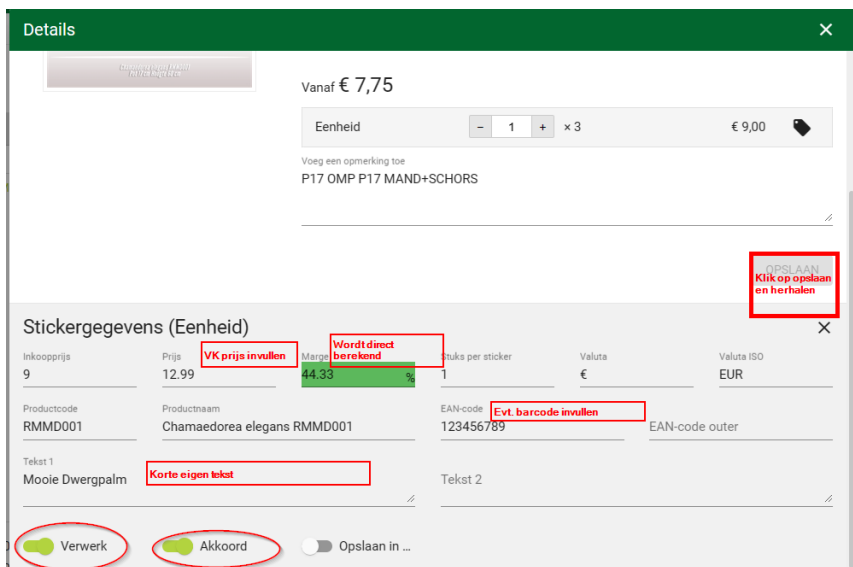 Details
Vanaf € 7,75
Eenheid - 1 + × 3 € 9,00
Voeg een opmerking toe
P17 OMP P17 MAND+SCHORS
OPSLAAN
Klik op opslaan
en herhalen
Stickergegevens (Eenheid)
Inkoopprijs Prijs VK prijs invullen Marge Wordt direct berekend Stuks per sticker Valuta Valuta ISO
9 12.99 44.33 % 1 € EUR
Productcode Productnaam EAN-code Evt. barcode invullen
RMMD001 Chamaedorea elegans RMMD001 123456789 EAN-code outer
Tekst 1
Mooie Dwergpalm Korte eigen tekst Tekst 2
Verwerk Akkoord Opslaan in ...